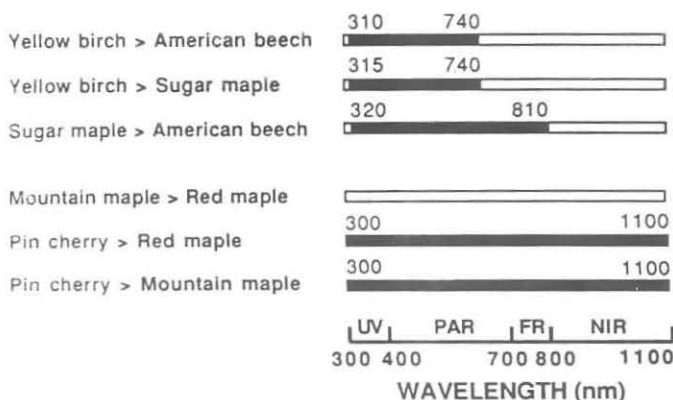 310 740
Yellow birch > American beech
315 740
Yellow birch > Sugar maple
320 810
Sugar maple > American beech
Mountain maple > Red maple
300 1100
Pin cherry > Red maple
300 1100
Pin cherry > Mountain maple
UV PAR FR NIR
300 400 700 800 1100
WAVELENGTH (nm)